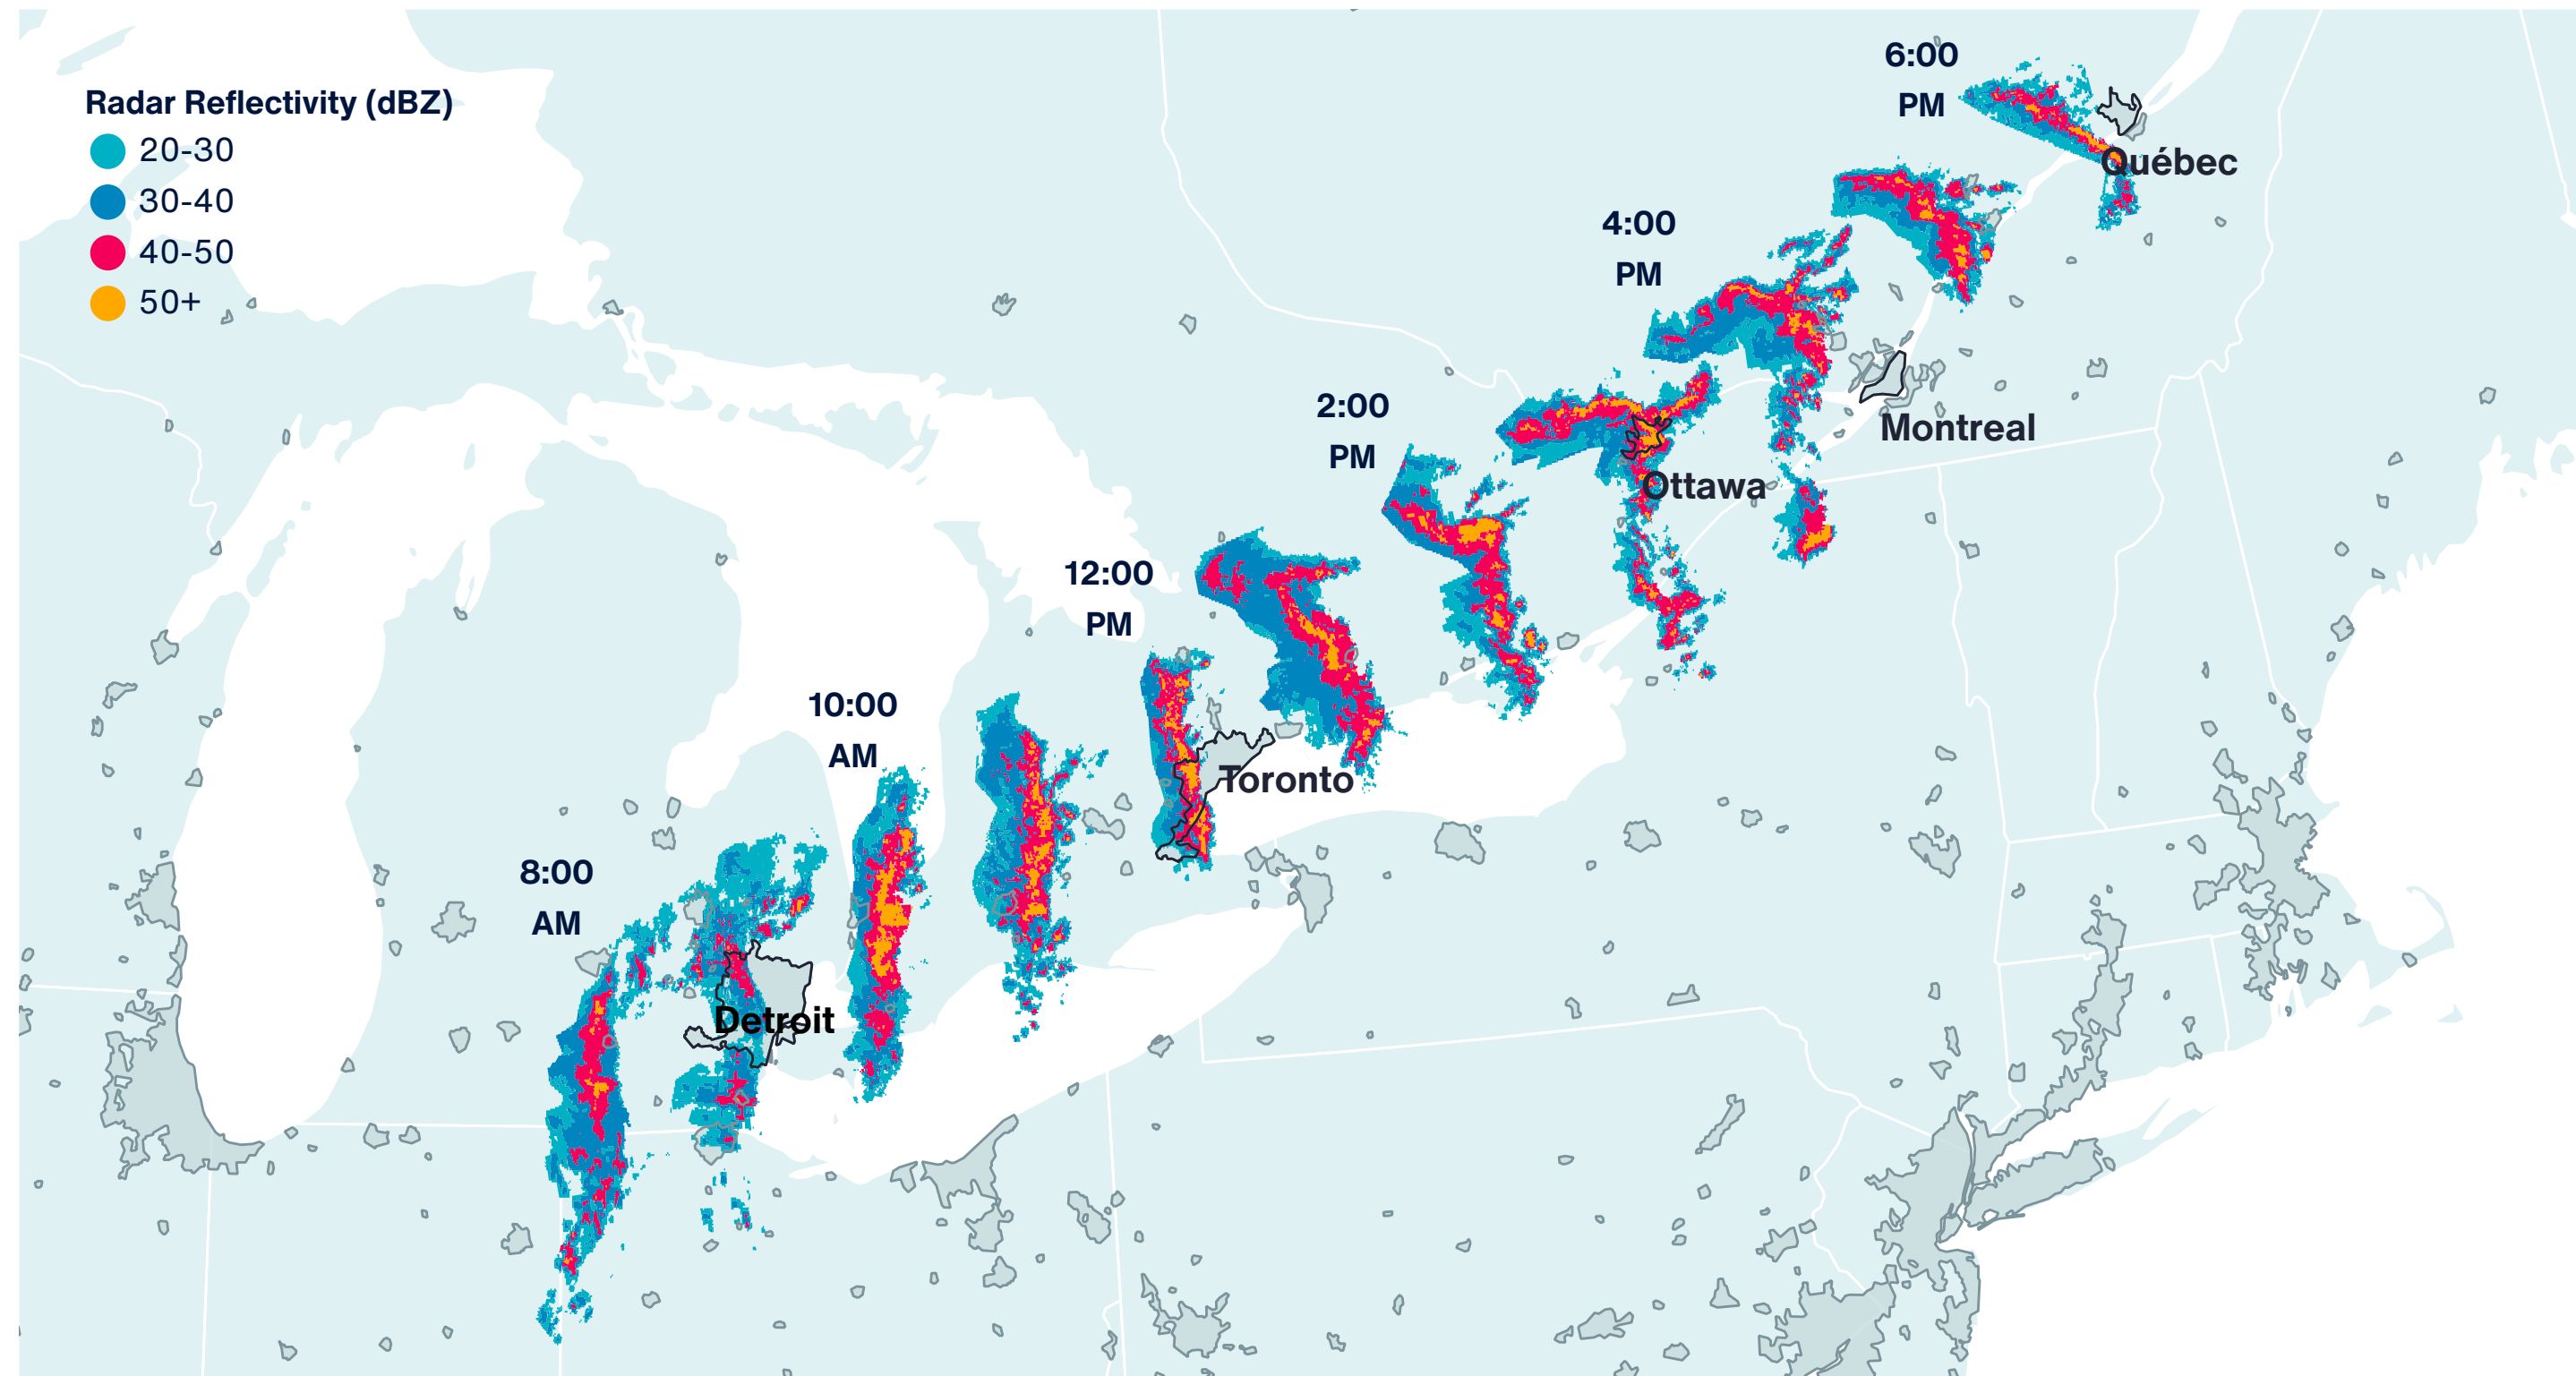 Radar Reflectivity (dBZ)
20-30
30-40
40-50
50+
6:00
PM
Québec
4:00
PM
Montreal
2:00
PM
Ottawa
12:00
PM
Toronto
10:00
AM
8:00
AM
Detroit